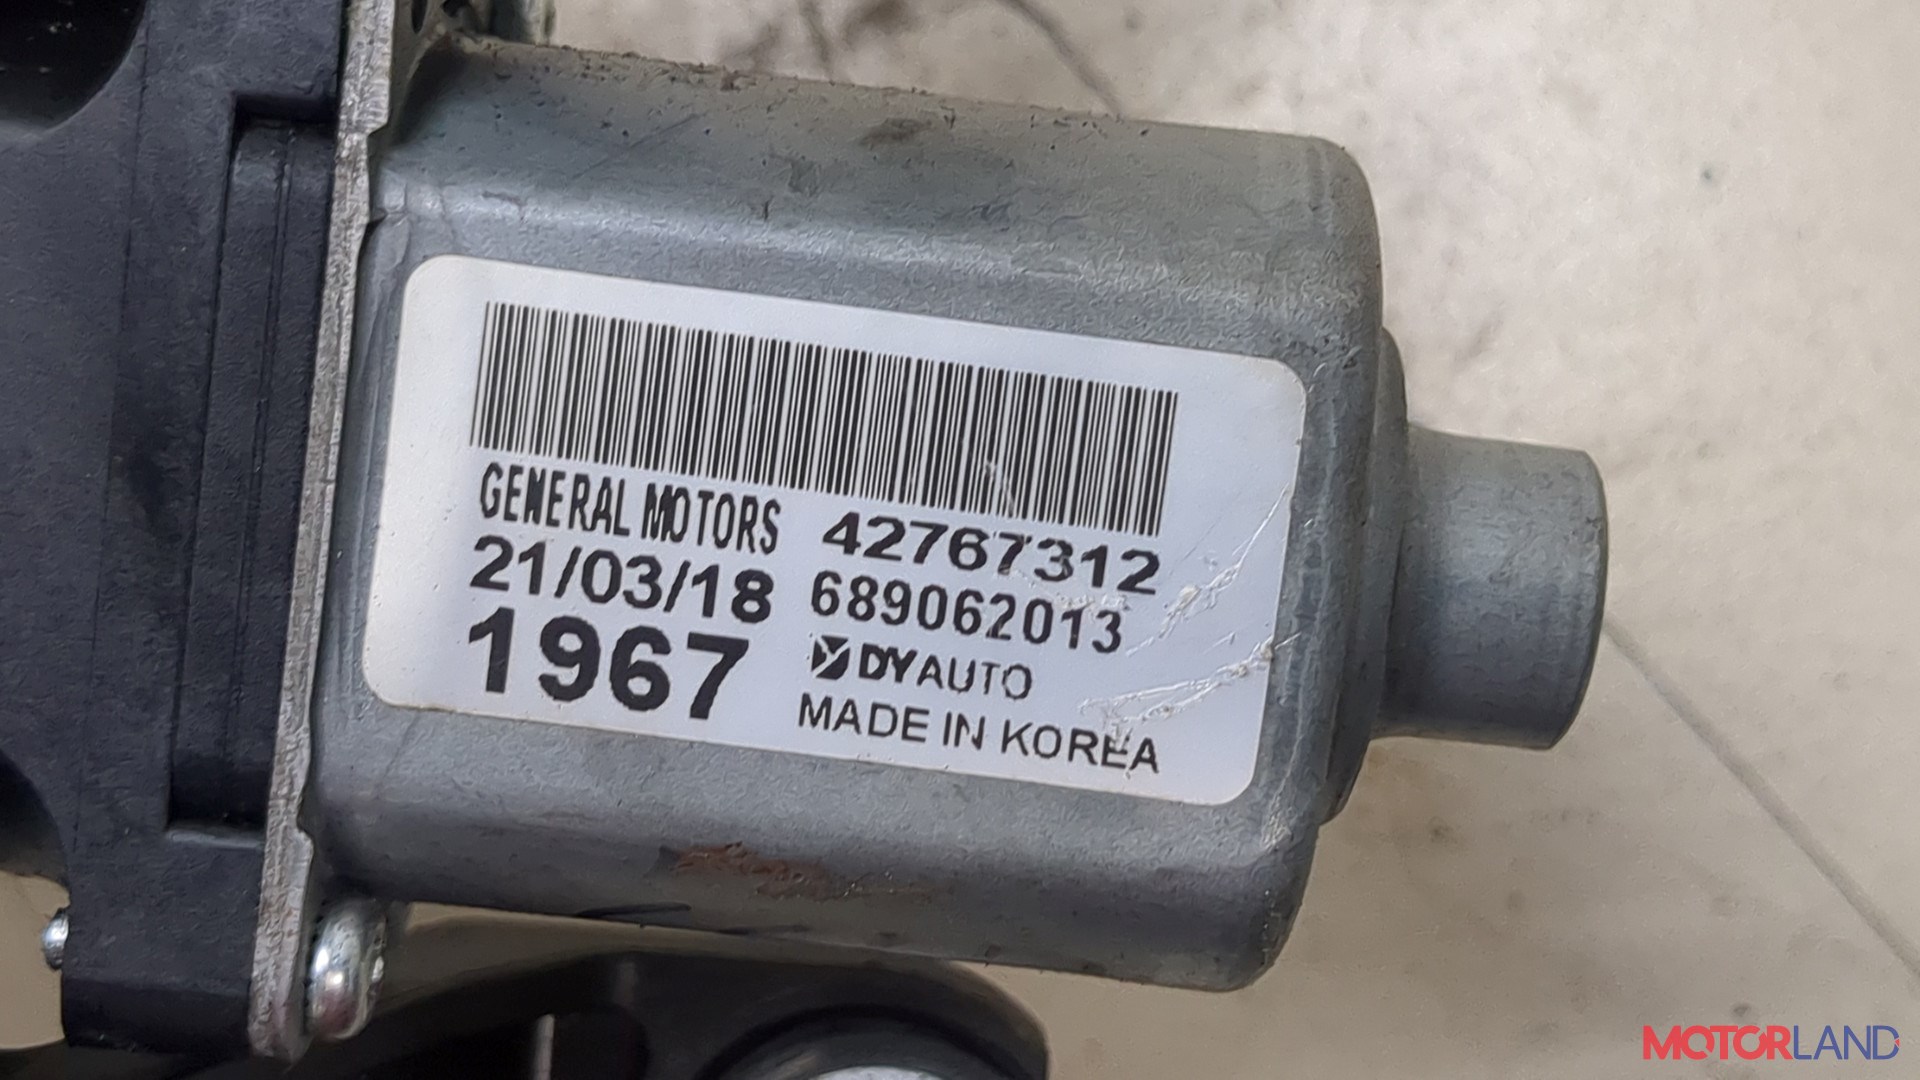 GENERAL MOTORS 42767312
21/03/18 689062013
1967 DYAUTO
MADE IN KOREA
MOTORLAND